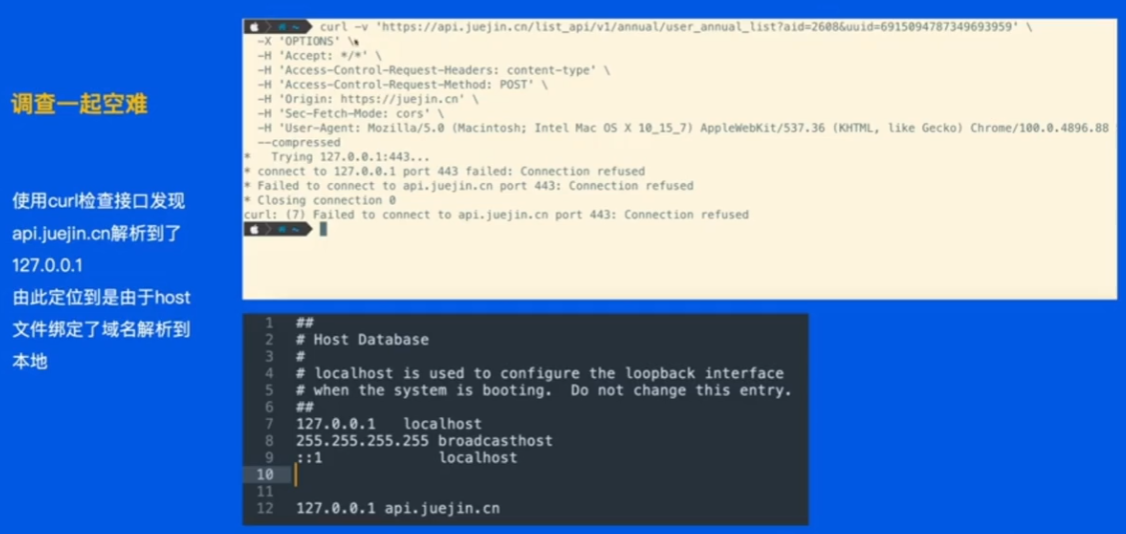 调查一起空难
使用curl检查接口发现
api.juejin.cn解析到了
127.0.0.1
由此定位到是由于host
文件绑定了域名解析到
本地
~ curl -v 'https://api.juejin.cn/list_api/v1/annual/user_annual_list?aid=2608&uuid=6915094787349693959' \
-X 'OPTIONS' \
-H 'Accept: */*' \
-H 'Access-Control-Request-Headers: content-type' \
-H 'Access-Control-Request-Method: POST' \
-H 'Origin: https://juejin.cn' \
-H 'Sec-Fetch-Mode: cors' \
-H 'User-Agent: Mozilla/5.0 (Macintosh; Intel Mac OS X 10_15_7) AppleWebKit/537.36 (KHTML, like Gecko) Chrome/100.0.4896.88
--compressed
* Trying 127.0.0.1:443...
* connect to 127.0.0.1 port 443 failed: Connection refused
* Failed to connect to api.juejin.cn port 443: Connection refused
* Closing connection 0
curl: (7) Failed to connect to api.juejin.cn port 443: Connection refused
~
1 ##
2 # Host Database
3 #
4 # localhost is used to configure the loopback interface
5 # when the system is booting. Do not change this entry.
6 ##
7 127.0.0.1 localhost
8 255.255.255.255 broadcasthost
9 ::1 localhost
10
11
12 127.0.0.1 api.juejin.cn